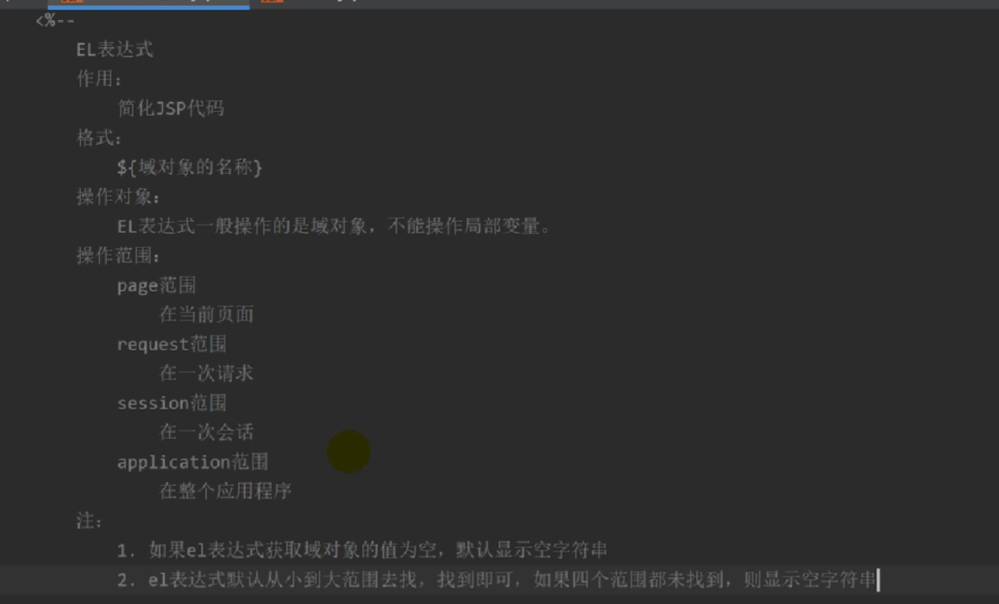 <%--
EL表达式
作用：
简化JSP代码
格式：
${域对象的名称}
操作对象：
EL表达式一般操作的是域对象，不能操作局部变量。
操作范围：
page范围
在当前页面
request范围
在一次请求
session范围
在一次会话
application范围
在整个应用程序
注：
1. 如果el表达式获取域对象的值为空，默认显示空字符串
2. el表达式默认从小到大范围去找，找到即可，如果四个范围都未找到，则显示空字符串